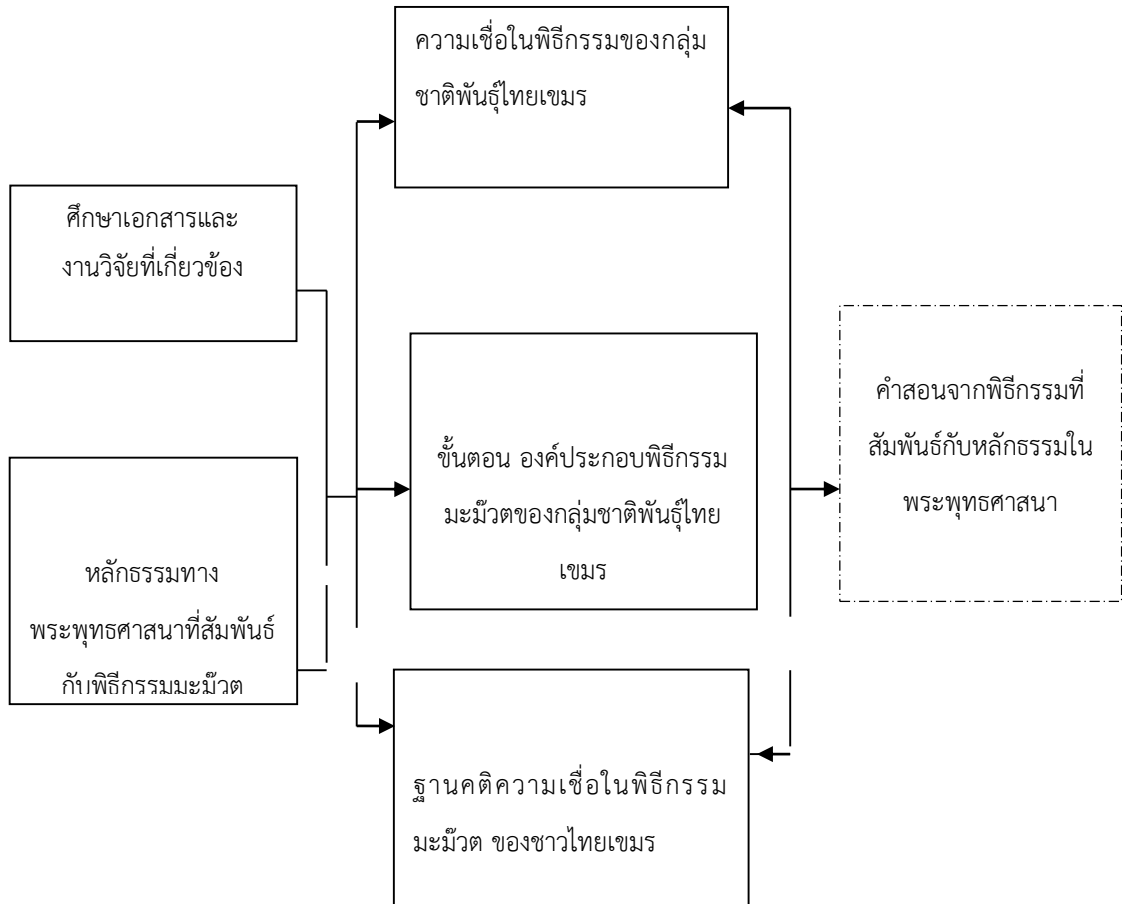 ความเชื่อในพิธีกรรมของกลุ่ม
ชาติพันธุ์ไทยเขมร
ศึกษาเอกสารและ
งานวิจัยที่เกี่ยวข้อง
หลักธรรมทาง
พระพุทธศาสนาที่สัมพันธ์
กับพิธีกรรมมะม๊วต
ขั้นตอน องค์ประกอบพิธีกรรม
มะม๊วตของกลุ่มชาติพันธุ์ไทย
เขมร
ฐานคติความเชื่อในพิธีกรรม
มะม๊วต ของชาวไทยเขมร
คำสอนจากพิธีกรรมที่
สัมพันธ์กับหลักธรรมใน
พระพุทธศาสนา